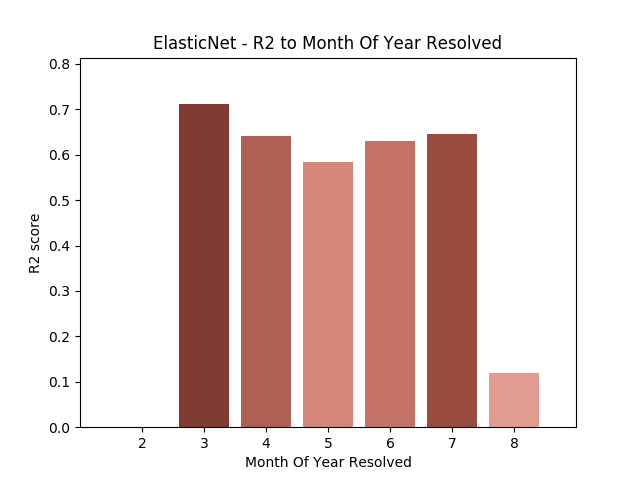 ElasticNet - R2 to Month Of Year Resolved
0.8
0.7
0.6
0.5
0.4
0.3
0.2
0.1
0.0
R2 score
2 3 4 5 6 7 8
Month Of Year Resolved